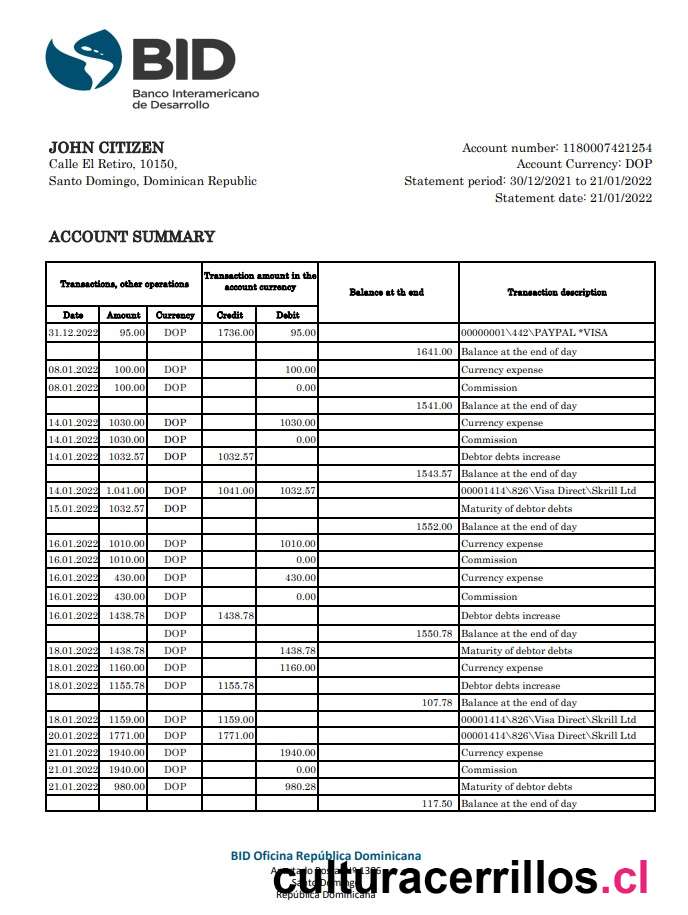 BID
Banco Interamericano
de Desarrollo
JOHN CITIZEN
Calle El Retiro, 10150,
Santo Domingo, Dominican Republic
Account number: 1180007421254
Account Currency: DOP
Statement period: 30/12/2021 to 21/01/2022
Statement date: 21/01/2022
ACCOUNT SUMMARY
Transactions, other operations Transaction amount in the account currency Balance at th end Transaction description
Date Amount Currency Credit Debit
31.12.2022 95.00 DOP 1736.00 95.00 00000001\442\PAYPAL *VISA
1641.00 Balance at the end of day
08.01.2022 100.00 DOP 100.00 Currency expense
08.01.2022 100.00 DOP 0.00 Commission
1541.00 Balance at the end of day
14.01.2022 1030.00 DOP 1030.00 Currency expense
14.01.2022 1030.00 DOP 0.00 Commission
14.01.2022 1032.57 DOP 1032.57 Debtor debts increase
1543.57 Balance at the end of day
14.01.2022 1.041.00 DOP 1041.00 1032.57 00001414\826\Visa Direct\Skrill Ltd
15.01.2022 1032.57 DOP Maturity of debtor debts
1552.00 Balance at the end of day
16.01.2022 1010.00 DOP 1010.00 Currency expense
16.01.2022 1010.00 DOP 0.00 Commission
16.01.2022 430.00 DOP 430.00 Currency expense
16.01.2022 430.00 DOP 0.00 Commission
16.01.2022 1438.78 DOP 1438.78 Debtor debts increase
DOP 1550.78 Balance at the end of day
18.01.2022 1438.78 DOP 1438.78 Maturity of debtor debts
18.01.2022 1160.00 DOP 1160.00 Currency expense
18.01.2022 1155.78 DOP 1155.78 Debtor debts increase
107.78 Balance at the end of day
18.01.2022 1159.00 DOP 1159.00 00001414\826\Visa Direct\Skrill Ltd
20.01.2022 1771.00 DOP 1771.00 00001414\826\Visa Direct\Skrill Ltd
21.01.2022 1940.00 DOP 1940.00 Currency expense
21.01.2022 1940.00 DOP 0.00 Commission
21.01.2022 980.00 DOP 980.28 Maturity of debtor debts
117.50 Balance at the end of day
BID Oficina República Dominicana
culturacerrillos.cl
República Dominicana